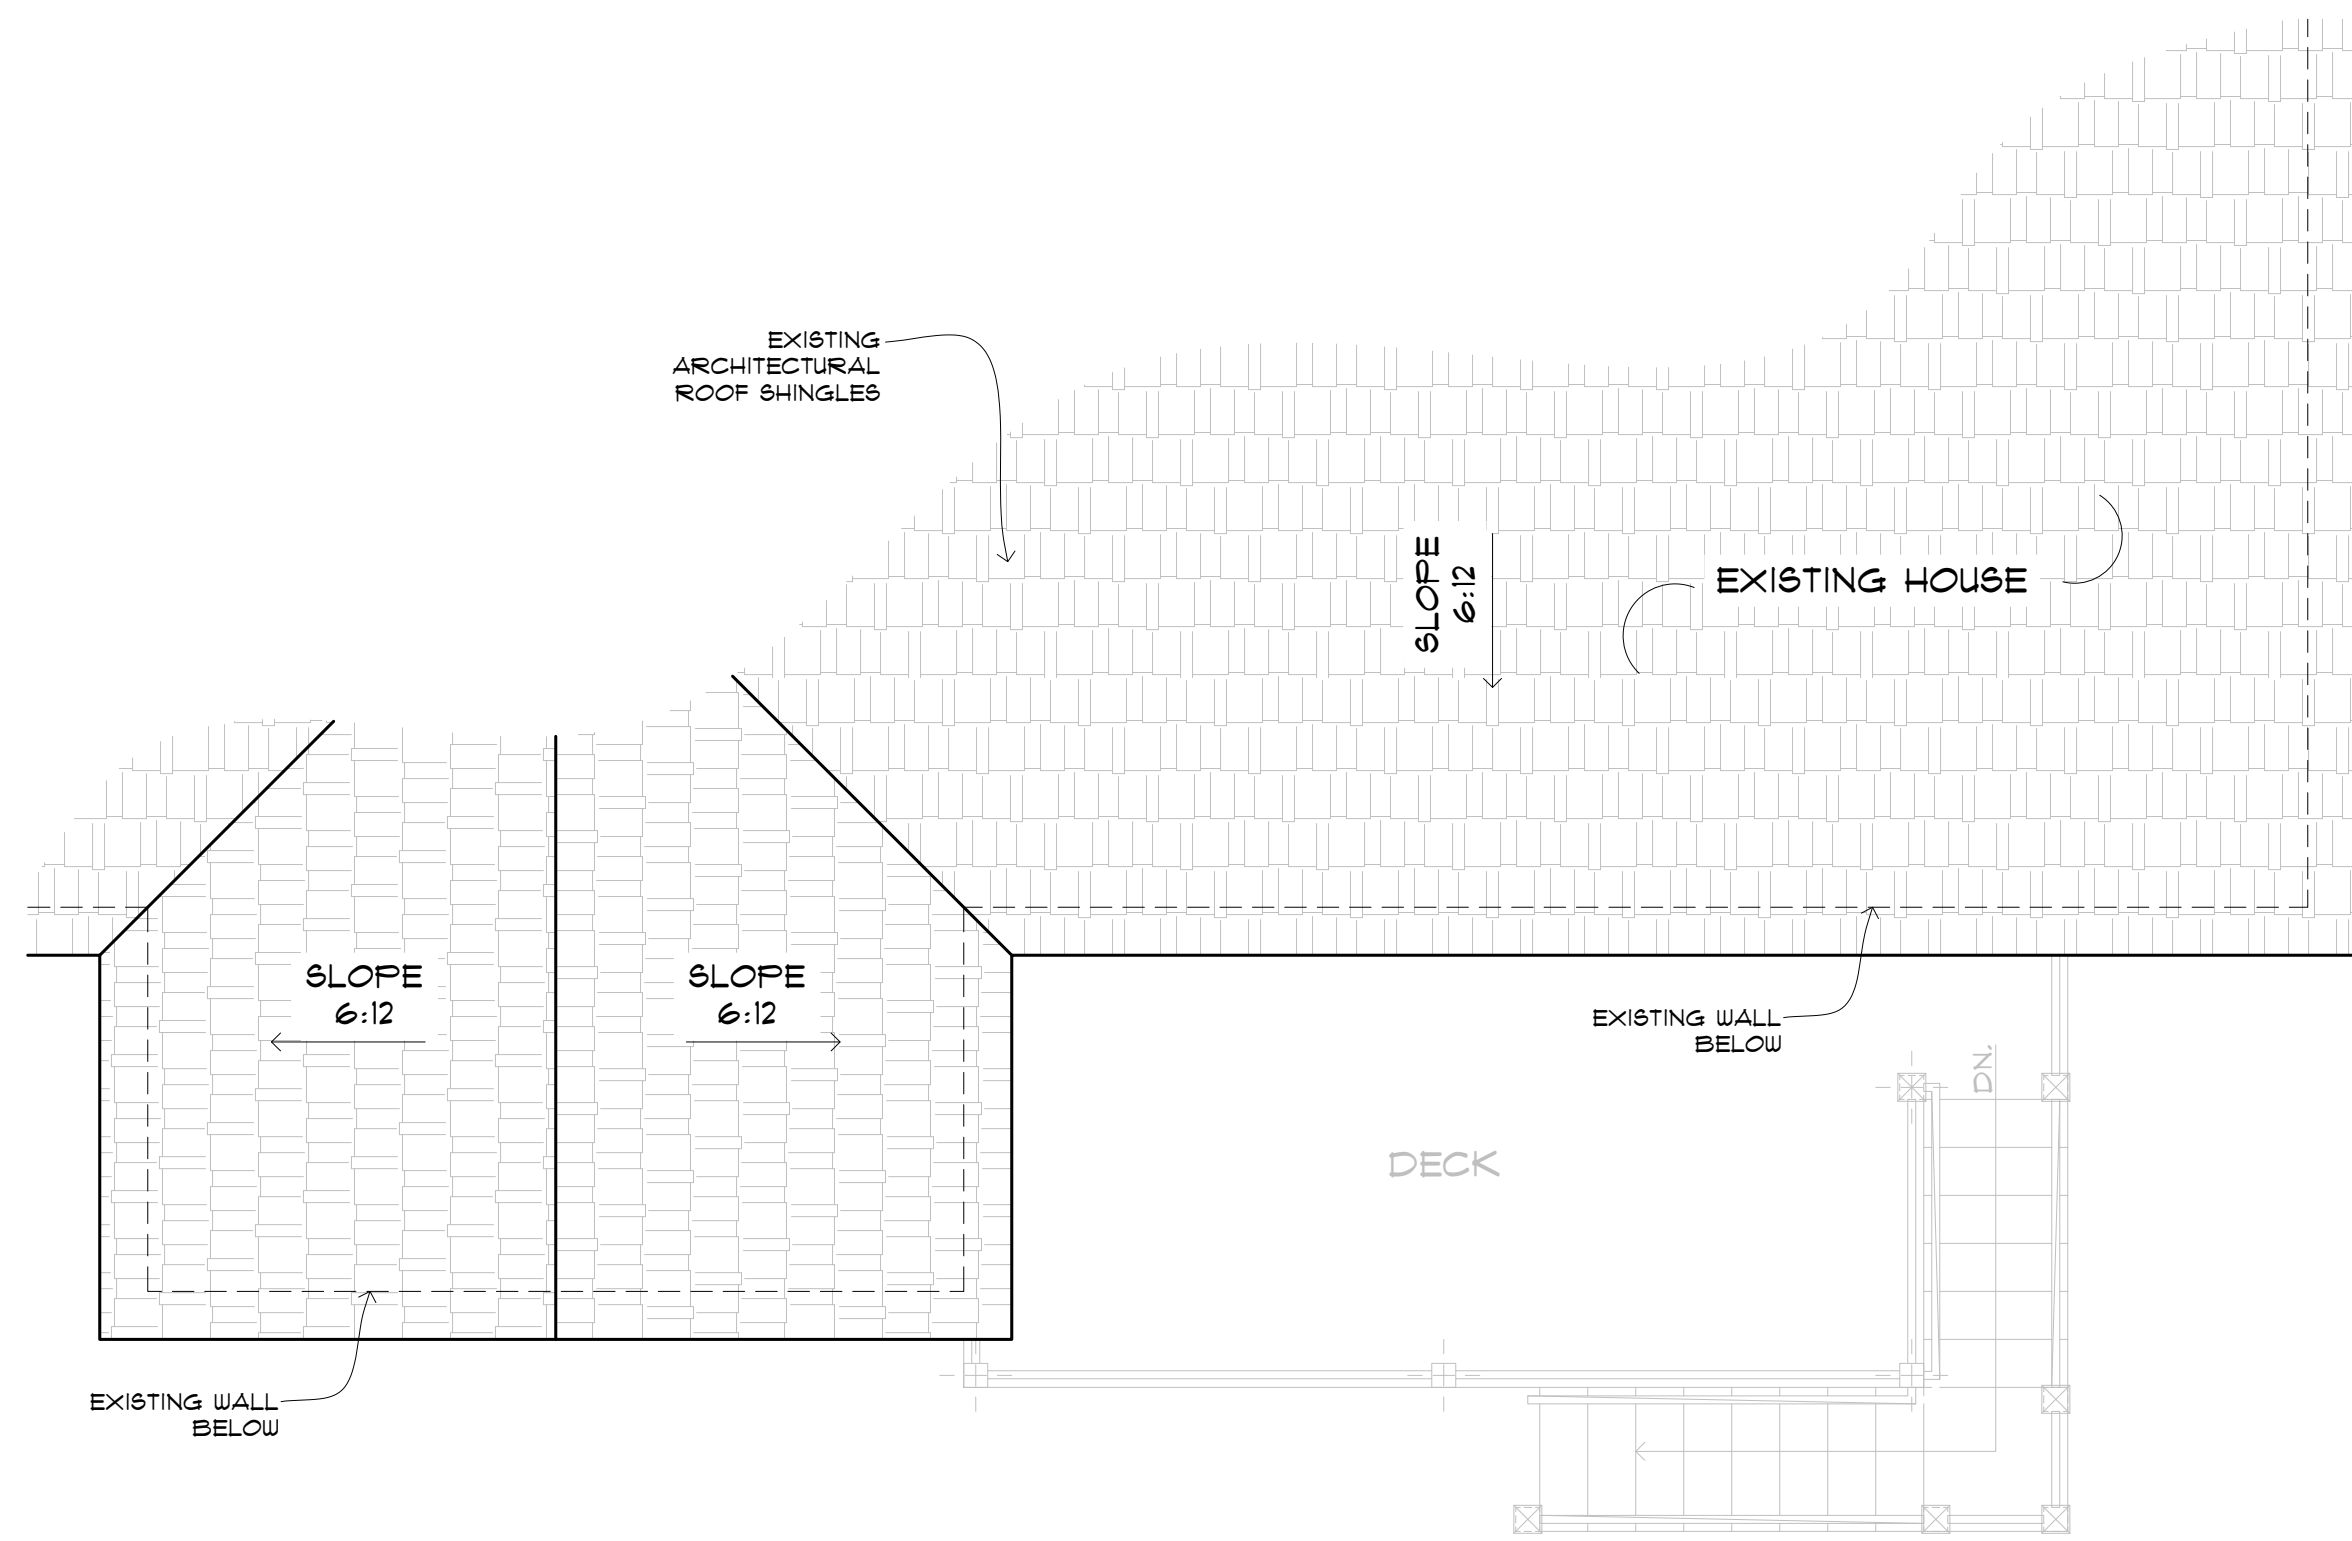 EXISTING
ARCHITECTURAL
ROOF SHINGLES
SLOPE
6:12
EXISTING HOUSE
SLOPE
6:12
SLOPE
6:12
EXISTING WALL
BELOW
DN.
DECK
EXISTING WALL
BELOW